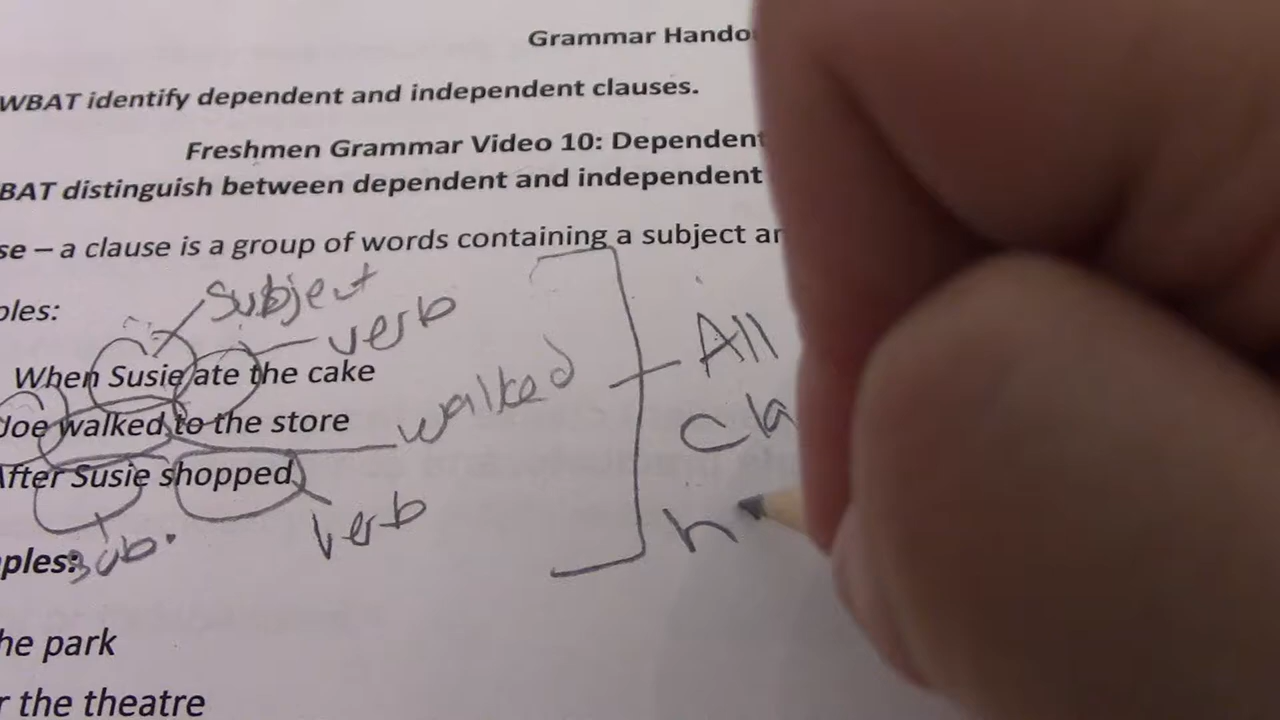 Grammar Hando
WBAT identify dependent and independent clauses.
Freshmen Grammar Video 10: Dependent
BAT distinguish between dependent and independent
se – a clause is a group of words containing a subject an
ples:
Subject
verb
When Susie ate the cake
walked
All
Joe walked to the store
cla
After Susie shopped
verb
h
ples:
sub.
he park
r the theatre